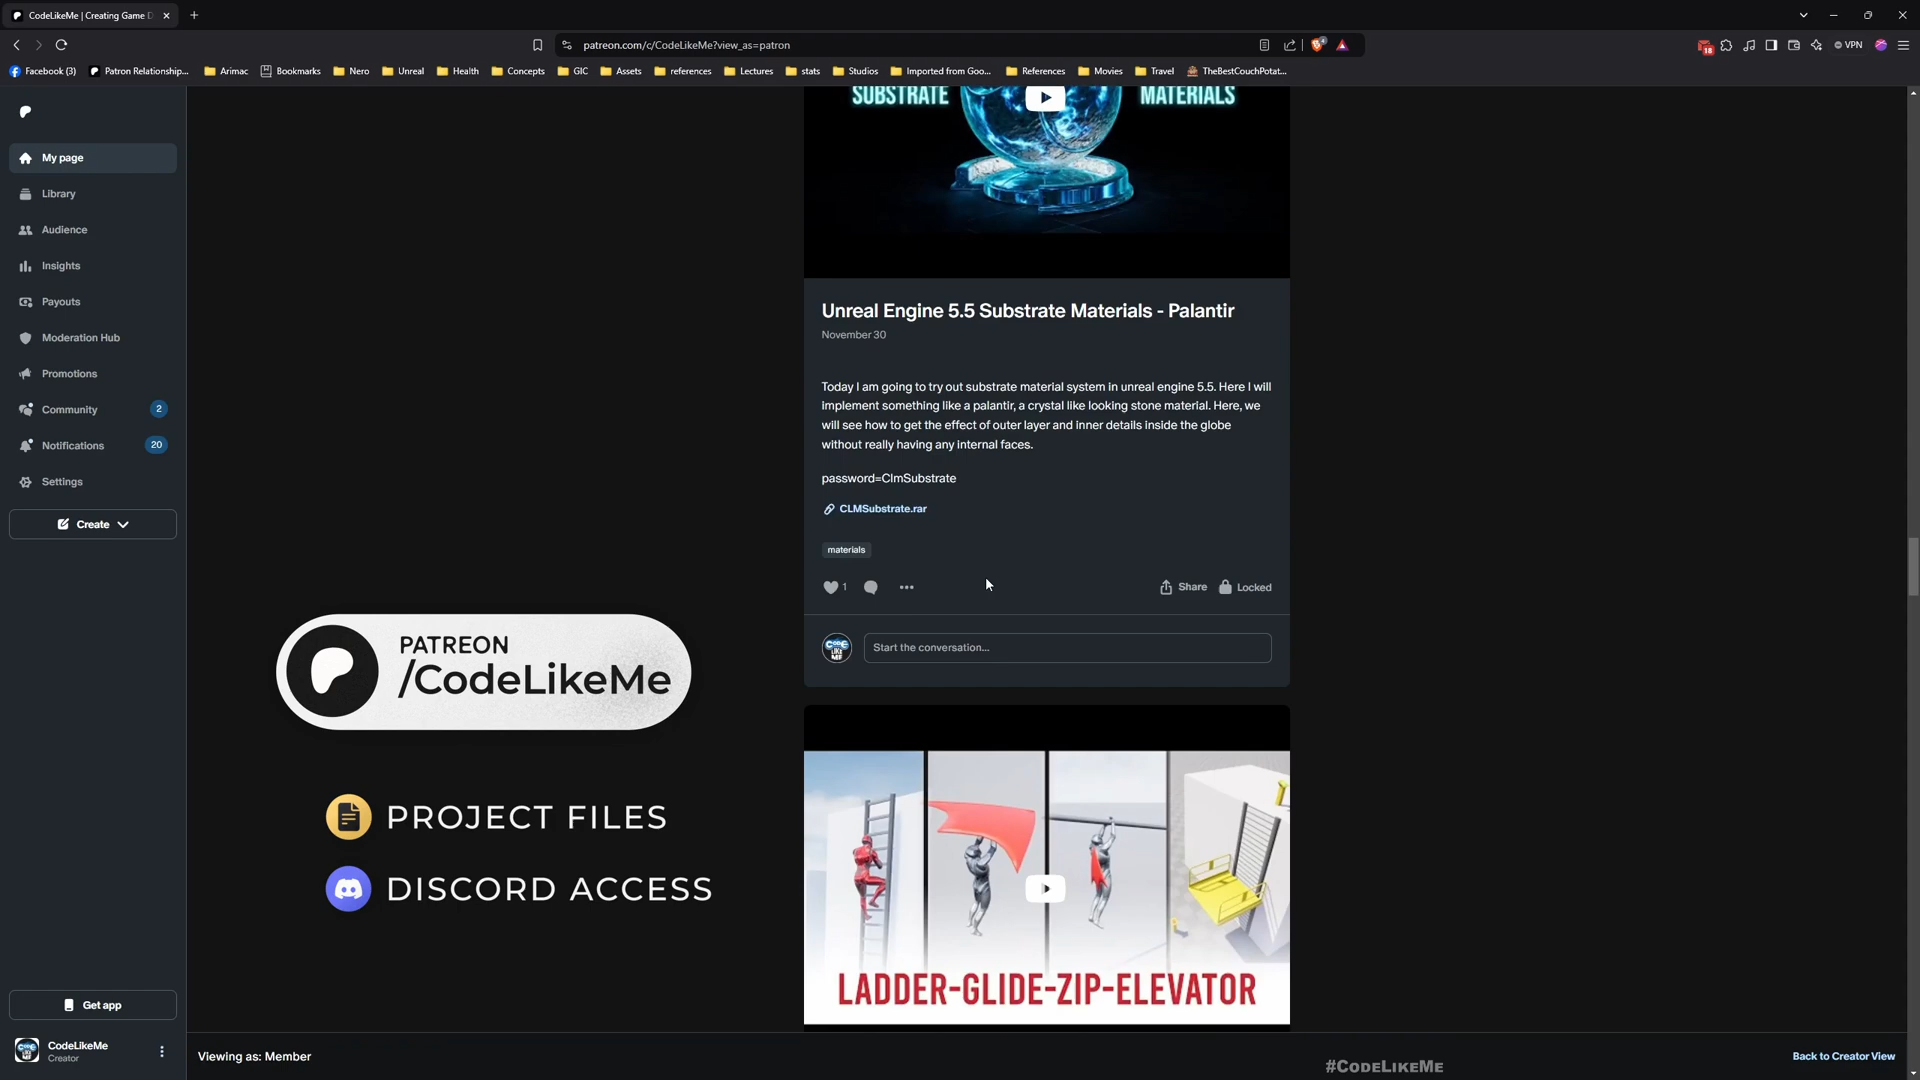 CodeLikeMe | Creating Game D
patreon.com/c/CodeLikeMe?view_as=patron
18
4
VPN
Facebook (3)
Patron Relationship...
Arimac
Bookmarks
Nero
Unreal
Health
Concepts
GIC
Assets
references
Lectures
stats
Studios
Imported from Goo...
References
Movies
Travel
TheBestCouchPotat...
My page
Library
Audience
Insights
Payouts
Moderation Hub
Promotions
Community 2
Notifications 20
Settings
Create
Get app
CodeLikeMe
Creator
SUBSTRATE MATERIALS
Unreal Engine 5.5 Substrate Materials - Palantir
November 30
Today I am going to try out substrate material system in unreal engine 5.5. Here I will
implement something like a palantir, a crystal like looking stone material. Here, we
will see how to get the effect of outer layer and inner details inside the globe
without really having any internal faces.
password=ClmSubstrate
CLMSubstrate.rar
materials
1
Share
Locked
CODE
LIKE
ME
Start the conversation...
PATREON
/CodeLikeMe
PROJECT FILES
DISCORD ACCESS
LADDER-GLIDE-ZIP-ELEVATOR
Viewing as: Member
#CodeLikeMe
Back to Creator View